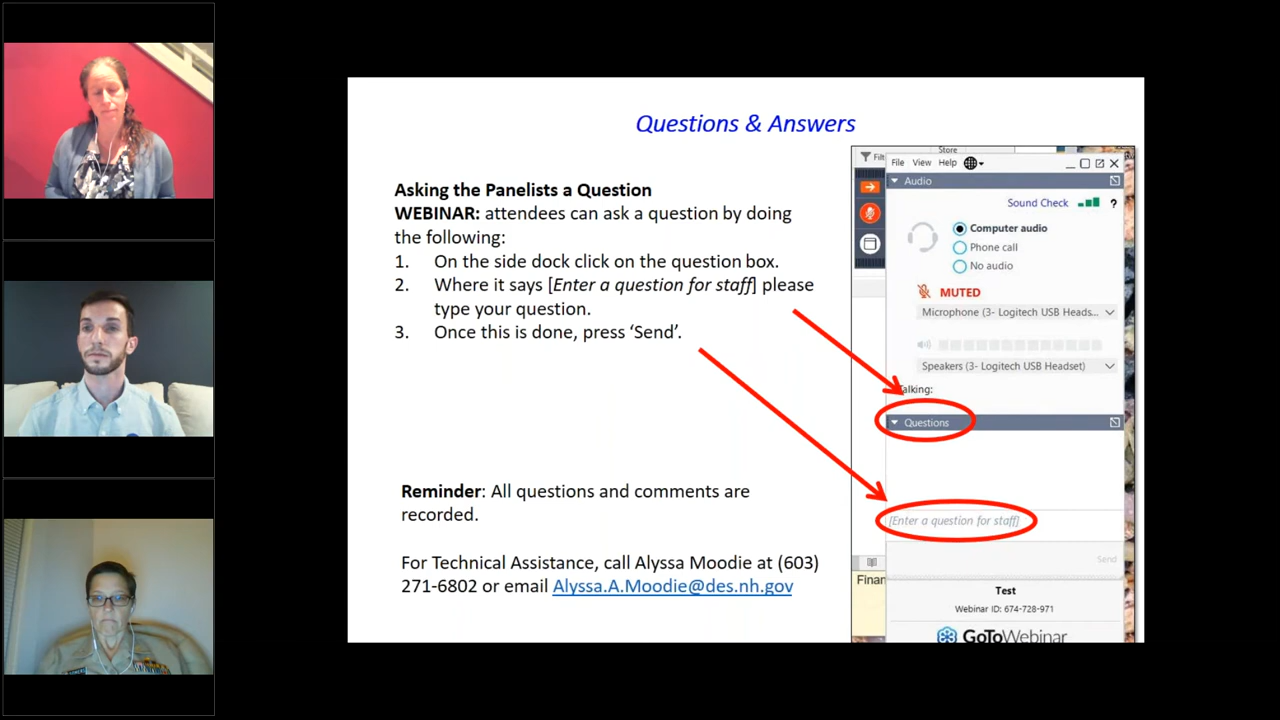 Questions & Answers
Asking the Panelists a Question
WEBINAR: attendees can ask a question by doing
the following:
1. On the side dock click on the question box.
2. Where it says [Enter a question for staff] please
type your question.
3. Once this is done, press ‘Send’.
Reminder: All questions and comments are
recorded.
For Technical Assistance, call Alyssa Moodie at (603)
271-6802 or email Alyssa.A.Moodie@des.nh.gov
Store
File View Help
Audio
Sound Check ?
Computer audio
Phone call
No audio
MUTED
Microphone (3- Logitech USB Heads...
Speakers (3- Logitech USB Headset)
Talking:
Questions
[Enter a question for staff]
Send
Test
Webinar ID: 674-728-971
GoToWebinar